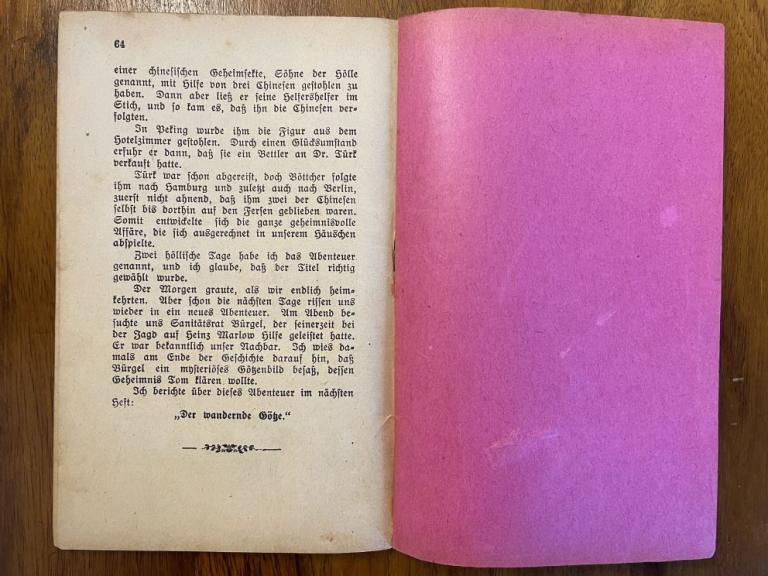 64
einer chinesischen Geheimsekte, Söhne der Hölle
genannt, mit Hilfe von drei Chinesen gestohlen zu
haben. Dann aber ließ er seine Helfershelfer im
Stich, und so kam es, daß ihn die Chinesen ver-
folgten.
In Peking wurde ihm die Figur aus dem
Hotelzimmer gestohlen. Durch einen Glücksumstand
erfuhr er dann, daß sie ein Bettler an Dr. Türk
verkauft hatte.
Türk war schon abgereist, doch Böttcher folgte
ihm nach Hamburg und zuletzt auch nach Berlin,
zuerst nicht ahnend, daß ihm zwei der Chinesen
selbst bis dorthin auf den Fersen geblieben waren.
Somit entwickelte sich die ganze geheimnisvolle
Affäre, die sich ausgerechnet in unserem Häuschen
abspielte.
Zwei höllische Tage habe ich das Abenteuer
genannt, und ich glaube, daß der Titel richtig
gewählt wurde.
Der Morgen graute, als wir endlich heim-
kehrten. Aber schon die nächsten Tage rissen uns
wieder in ein neues Abenteuer. Am Abend be-
suchte uns Sanitätsrat Bürgel, der seinerzeit bei
der Jagd auf Heinz Marlow Hilfe geleistet hatte.
Er war bekanntlich unser Nachbar. Ich wies da-
mals am Ende der Geschichte darauf hin, daß
Bürgel ein mysteriöses Götzenbild besaß, dessen
Geheimnis Tom klären wollte.
Ich berichte über dieses Abenteuer im nächsten
Heft:
„Der wandernde Götze.“